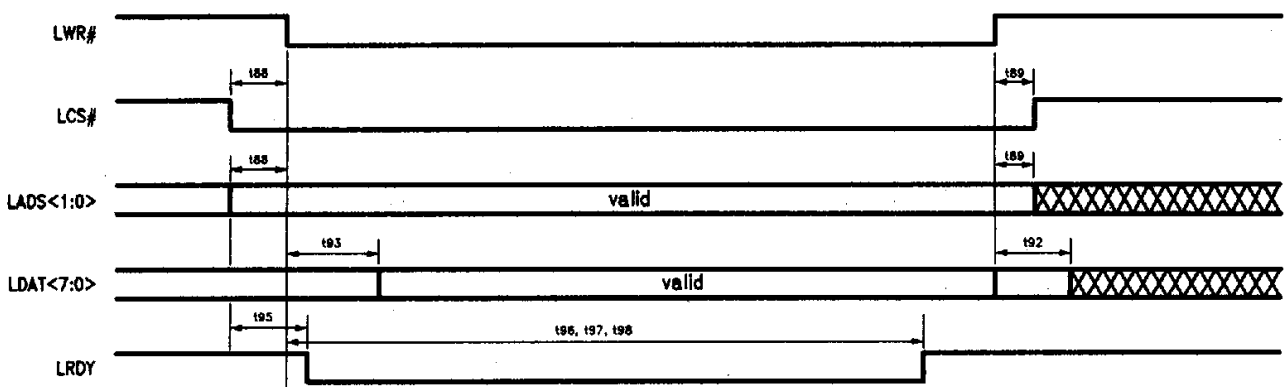 LWR#
t88 t89
LCS#
t88 t89
LADS<1:0> valid
t93 t92
LDAT<7:0> valid
t95 t96, t97, t98
LRDY